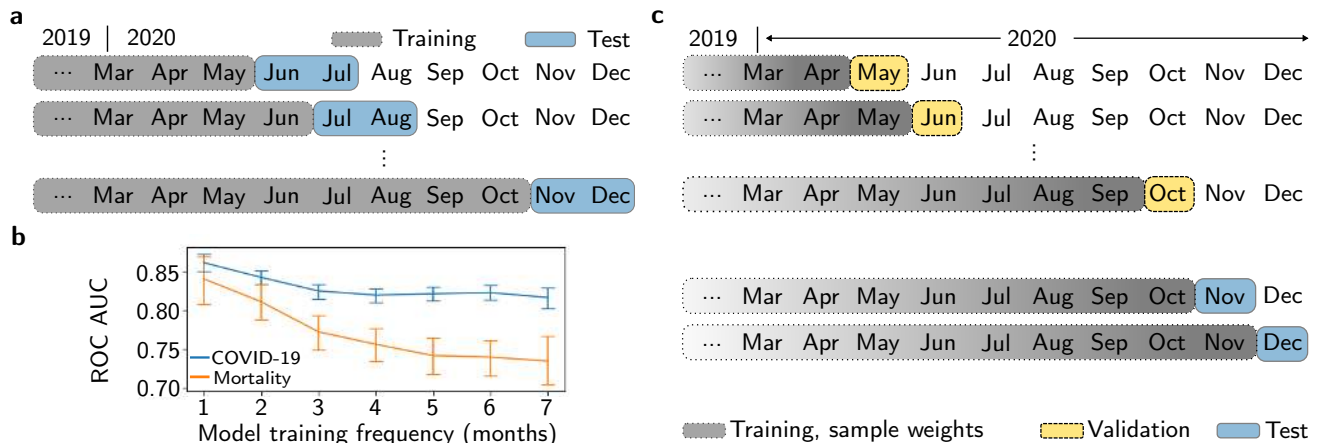 a
2019 2020 Training Test
... Mar Apr May Jun Jul Aug Sep Oct Nov Dec
... Mar Apr May Jun Jul Aug Sep Oct Nov Dec
⋮
... Mar Apr May Jun Jul Aug Sep Oct Nov Dec
b
ROC AUC
0.85
0.80
0.75
0.70
COVID-19
Mortality
1 2 3 4 5 6 7
Model training frequency (months)
c
2019 2020
... Mar Apr May Jun Jul Aug Sep Oct Nov Dec
... Mar Apr May Jun Jul Aug Sep Oct Nov Dec
⋮
... Mar Apr May Jun Jul Aug Sep Oct Nov Dec
... Mar Apr May Jun Jul Aug Sep Oct Nov Dec
... Mar Apr May Jun Jul Aug Sep Oct Nov Dec
Training, sample weights Validation Test